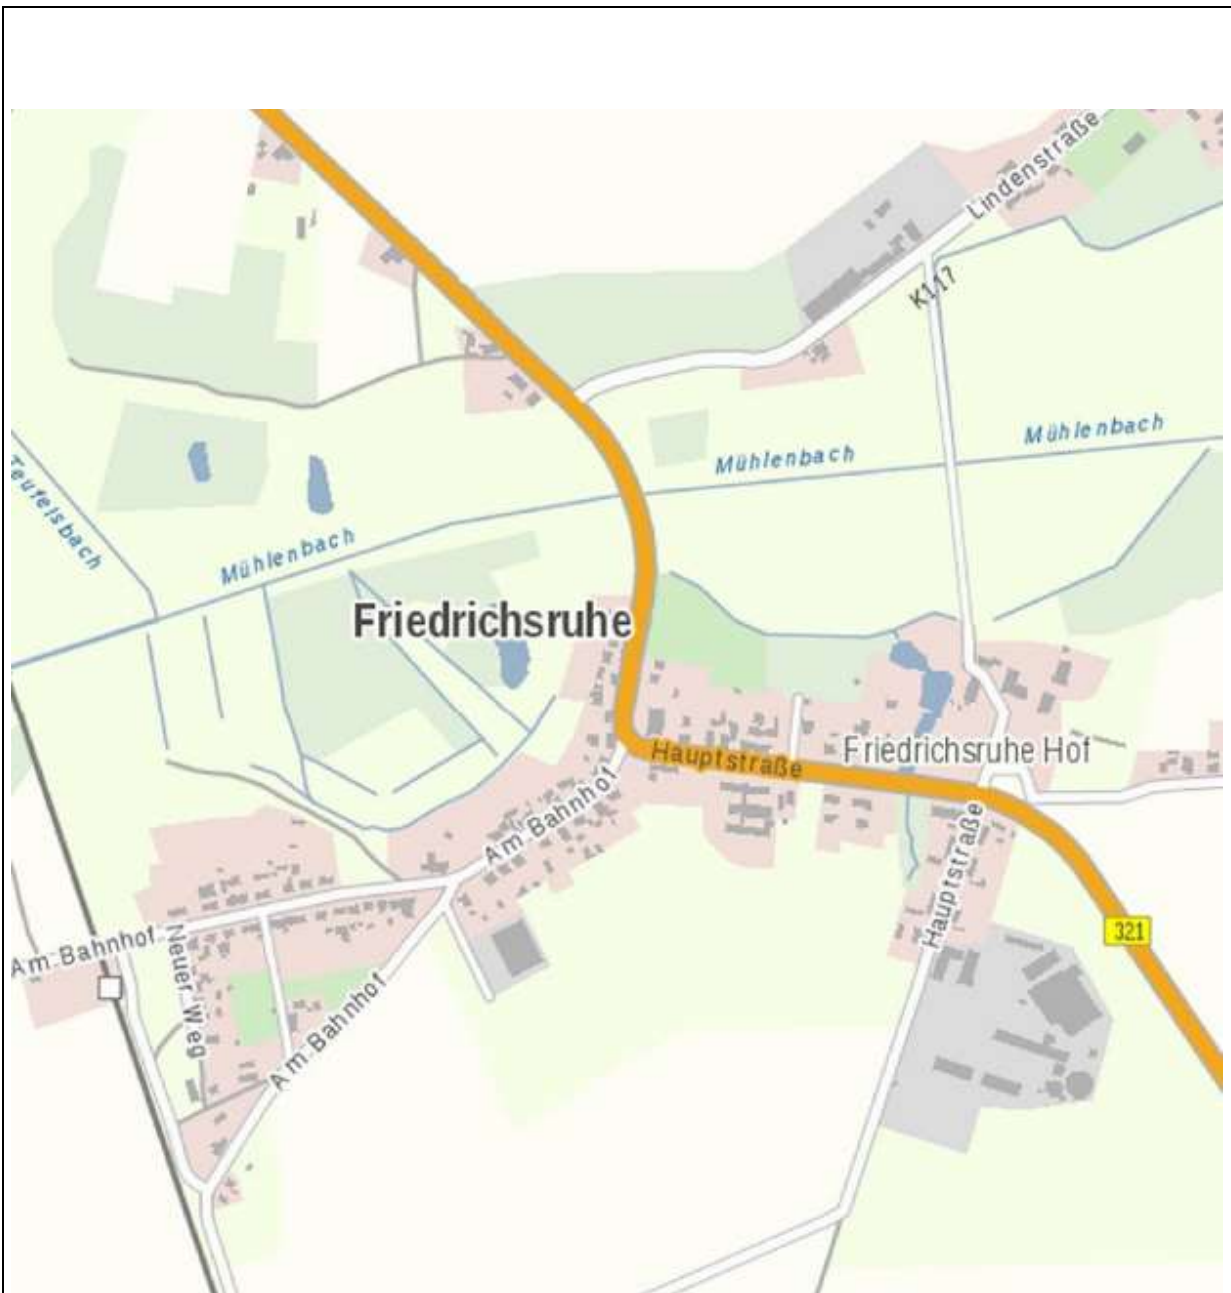 Lindenstraße
K117
Mühlenbach
Mühlenbach
Teufelsbach
Mühlenbach
Friedrichsruhe
Hauptstraße
Friedrichsruhe Hof
Am Bahnhof
Hauptstraße
321
Am Bahnhof
Neuer Weg
Am Bahnhof